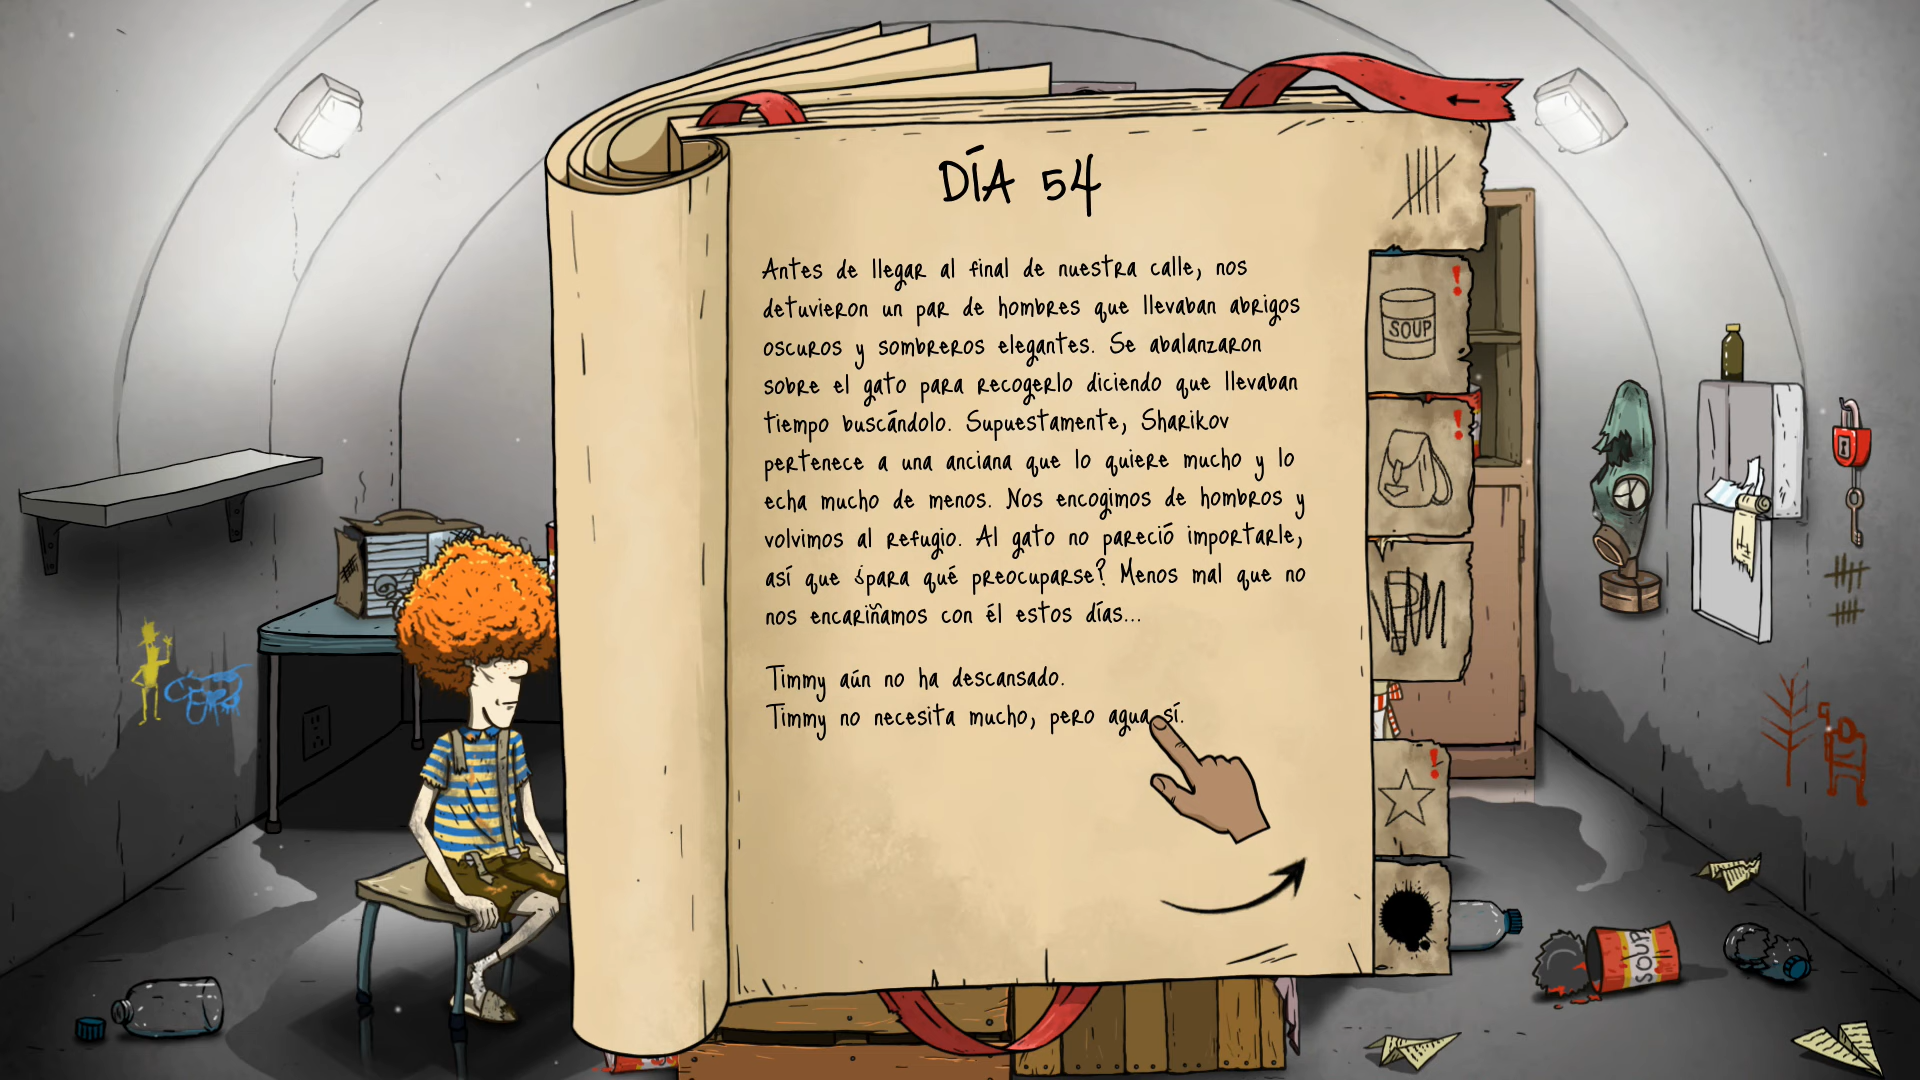 DÍA 54
Antes de llegar al final de nuestra calle, nos
detuvieron un par de hombres que llevaban abrigos
oscuros y sombreros elegantes. Se abalanzaron
sobre el gato para recogerlo diciendo que llevaban
tiempo buscándolo. Supuestamente, Sharikov
pertenece a una anciana que lo quiere mucho y lo
echa mucho de menos. Nos encogimos de hombros y
volvimos al refugio. Al gato no pareció importarle,
así que ¿para qué preocuparse? Menos mal que no
nos encariñamos con él estos días...
Timmy aún no ha descansado.
Timmy no necesita mucho, pero agua sí.
SOUP
SOUP